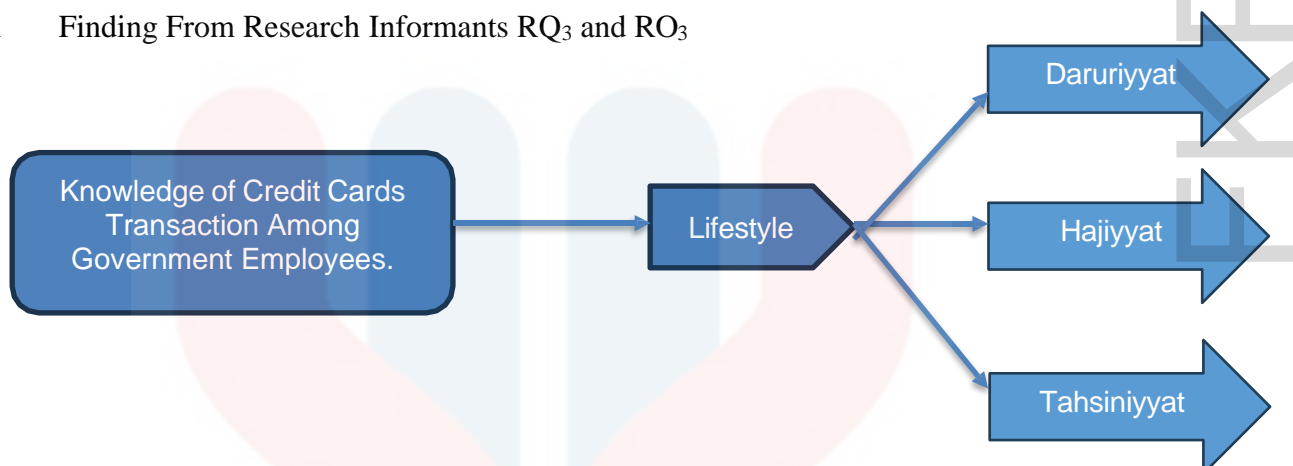 Finding From Research Informants RQ3 and RO3
Daruriyyat
Knowledge of Credit Cards
Transaction Among
Government Employees.
Lifestyle
Hajiyyat
Tahsiniyyat